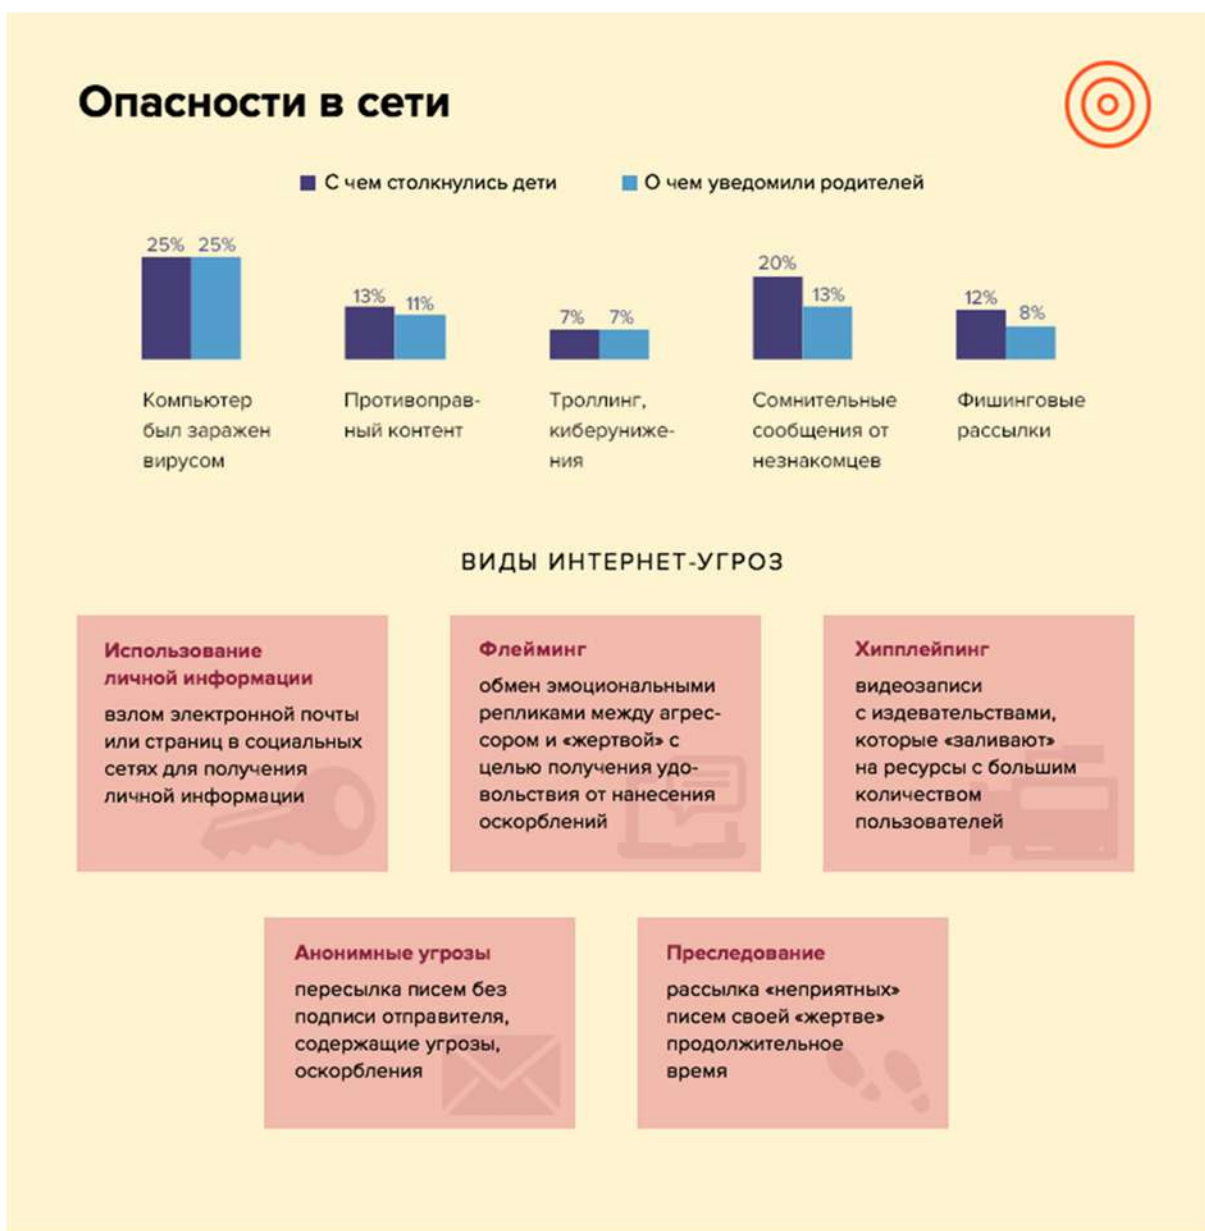 Опасности в сети
С чем столкнулись дети
О чем уведомили родителей
25% 25%
13% 11%
7% 7%
20% 13%
12% 8%
Компьютер
был заражен
вирусом
Противоправ-
ный контент
Троллинг,
киберуниже-
ния
Сомнительные
сообщения от
незнакомцев
Фишинговые
рассылки
ВИДЫ ИНТЕРНЕТ-УГРОЗ
Использование
личной информации
взлом электронной почты
или страниц в социальных
сетях для получения
личной информации
Флейминг
обмен эмоциональными
репликами между агрес-
сором и «жертвой» с
целью получения удо-
вольствия от нанесения
оскорблений
Хипплейпинг
видеозаписи
с издевательствами,
которые «заливают»
на ресурсы с большим
количеством
пользователей
Анонимные угрозы
пересылка писем без
подписи отправителя,
содержащие угрозы,
оскорбления
Преследование
рассылка «неприятных»
писем своей «жертве»
продолжительное
время